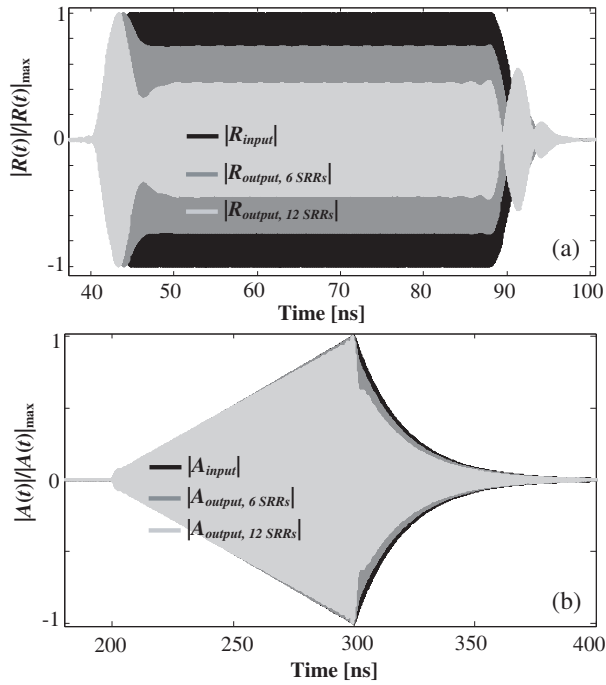 1
|R(t)|/|R(t)|max
0
|Rinput|
|Routput, 6 SRRs|
|Routput, 12 SRRs|
(a)
-1
40 50 60 70 80 90 100
Time [ns]
1
|A(t)|/|A(t)|max
0
|Ainput|
|Aoutput, 6 SRRs|
|Aoutput, 12 SRRs|
(b)
-1
200 250 300 350 400
Time [ns]